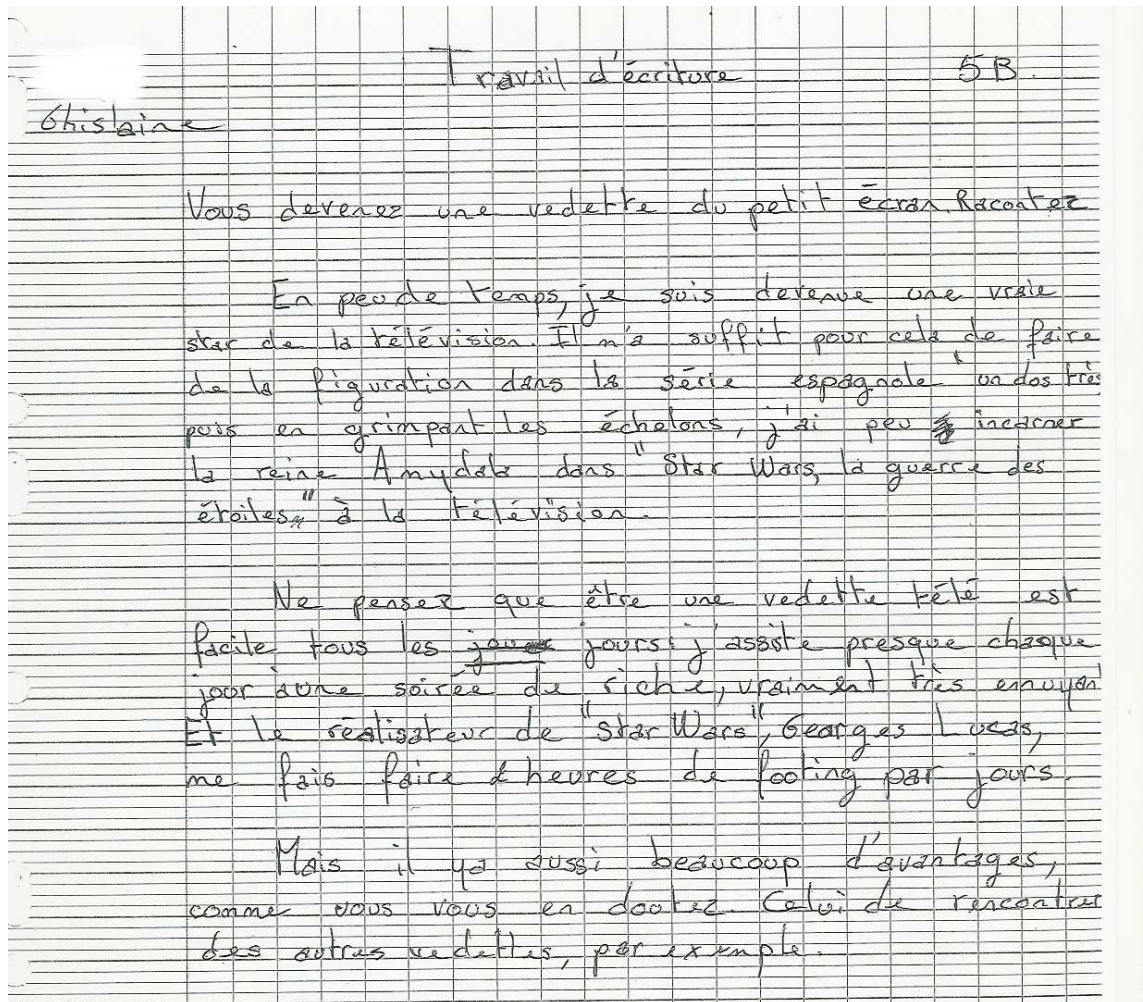 Travail d'écriture 5B.
Ghislaine
Vous devenez une vedette du petit écran. Racontez
En peu de temps, je suis devenue une vraie
star de la télévision. Il m'a suffit pour cela de faire
de la figuration dans la série espagnole "un dos très
puis en grimpant les échelons, j'ai peu incarner
la reine Amydala dans "Star Wars, la guerre des
étoiles" à la télévision.
Ne pensez que être une vedette télé est
facile tous les jours : j'assite presque chaque
jour à une soirée de riche, vraiment très ennuyan
Et le réalisateur de "Star Wars", Georges Lucas,
me fais faire heures de footing par jours.
Mais il y a aussi beaucoup d'avantages,
comme vous vous en doutez. Celui de rencontrer
des autres vedettes, par exemple.